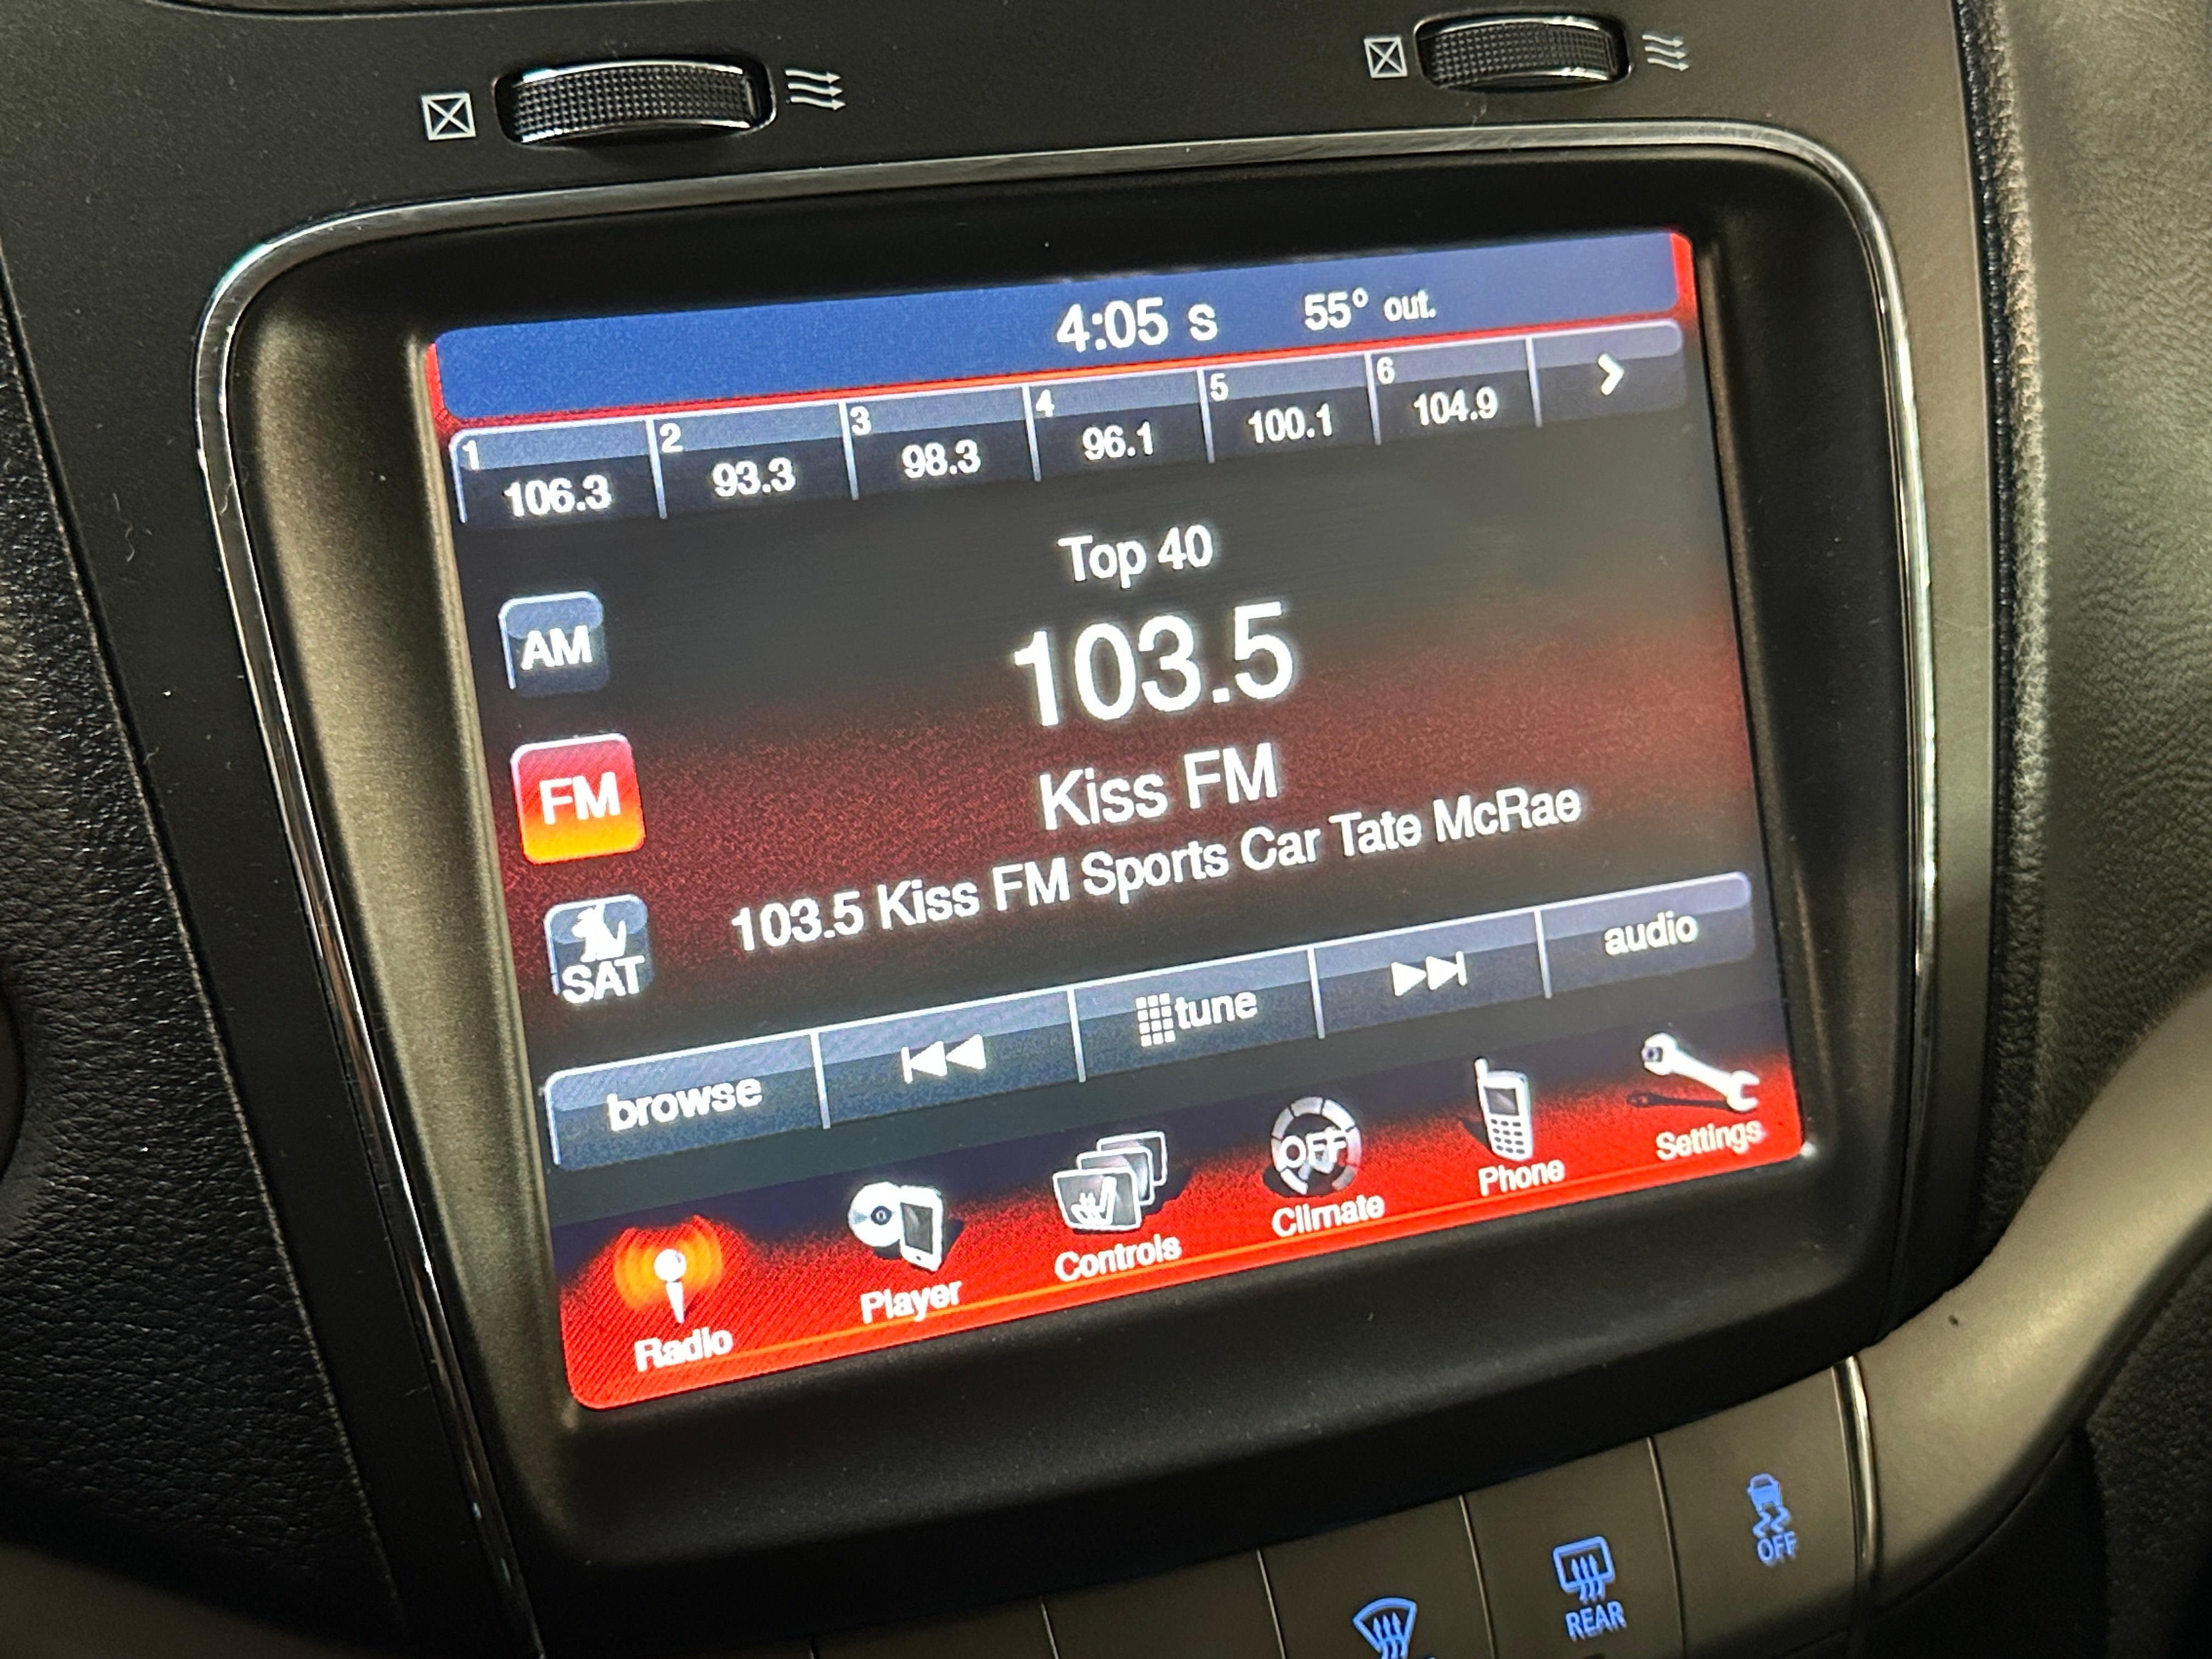 4:05 S 55° out.
1 2 3 4 5 6
106.3 93.3 98.3 96.1 100.1 104.9
Top 40
AM
103.5
FM
Kiss FM
103.5 Kiss FM Sports Car Tate McRae
SAT
browse tune audio
Radio Player Controls OFF Climate Phone Settings
REAR OFF